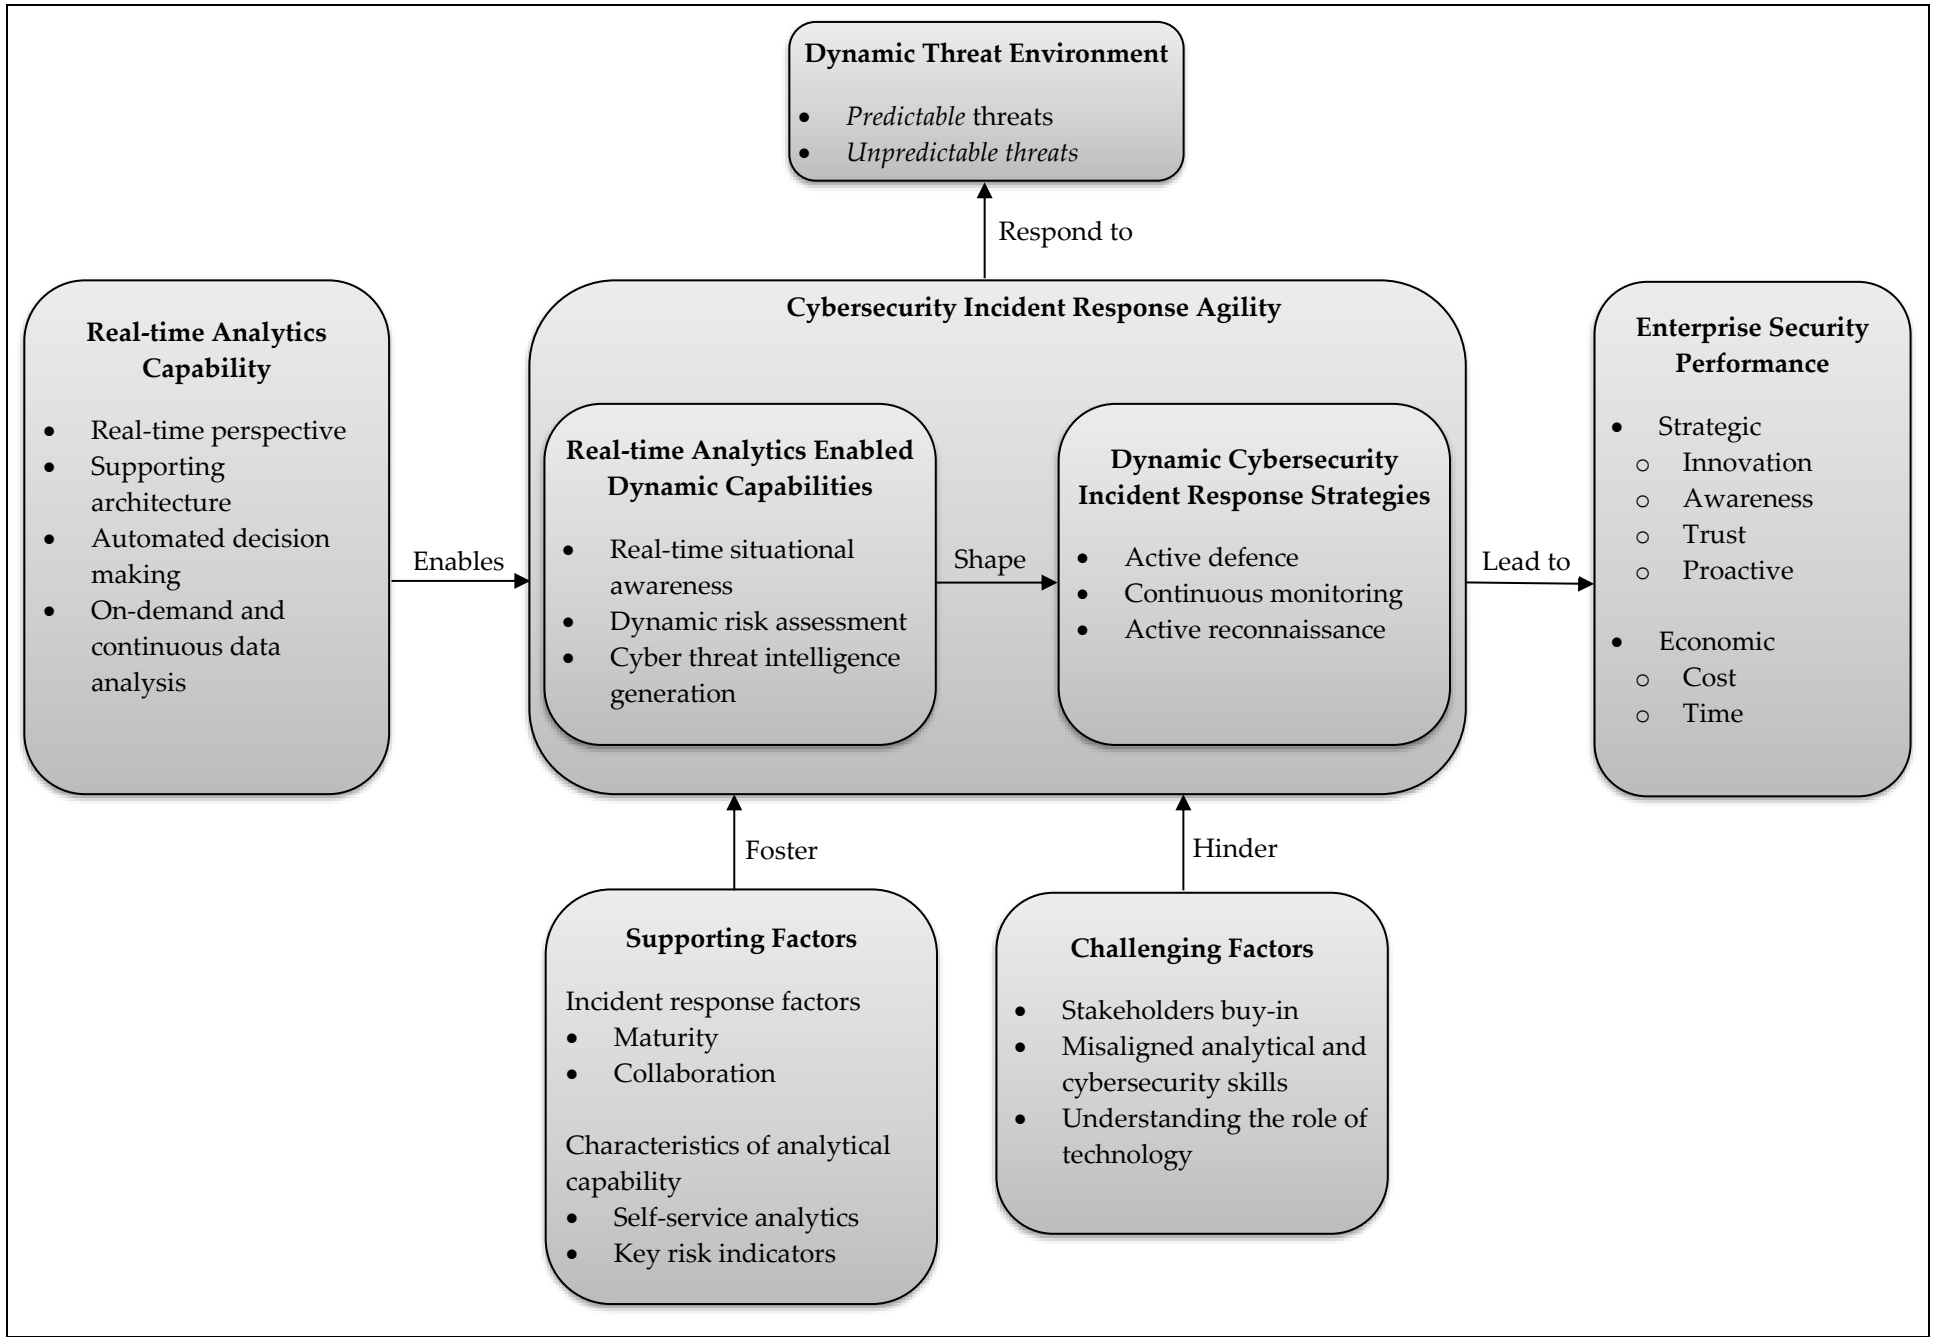 Dynamic Threat Environment
• Predictable threats
• Unpredictable threats
Respond to
Real-time Analytics
Capability
• Real-time perspective
• Supporting
architecture
• Automated decision
making
• On-demand and
continuous data
analysis
Enables
Cybersecurity Incident Response Agility
Real-time Analytics Enabled
Dynamic Capabilities
• Real-time situational
awareness
• Dynamic risk assessment
• Cyber threat intelligence
generation
Shape
Dynamic Cybersecurity
Incident Response Strategies
• Active defence
• Continuous monitoring
• Active reconnaissance
Lead to
Enterprise Security
Performance
• Strategic
o Innovation
o Awareness
o Trust
o Proactive
• Economic
o Cost
o Time
Foster
Hinder
Supporting Factors
Incident response factors
• Maturity
• Collaboration
Characteristics of analytical
capability
• Self-service analytics
• Key risk indicators
Challenging Factors
• Stakeholders buy-in
• Misaligned analytical and
cybersecurity skills
• Understanding the role of
technology